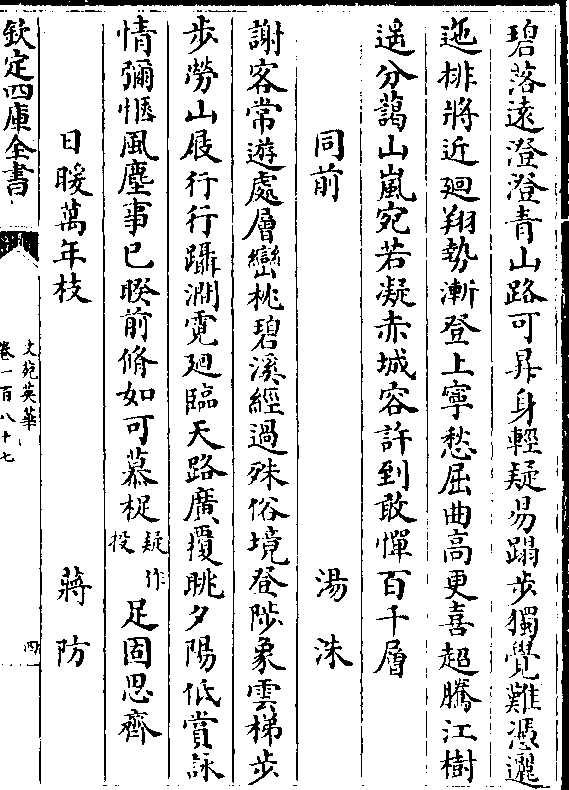 碧落遠澄澄青山路可昇身輕疑易蹋步獨覺難憑邐
迤排將近廻翔勢漸登上寧愁屈曲高更喜超騰江樹
遥分藹山嵐宛若凝赤城容許到敢憚百千層
同前 湯洙
謝客常遊處層巒枕碧溪經過殊俗境登陟象雲梯步
步勞山屐行行躡澗霓廻臨天路廣覆眺夕陽低賞詠
情彌愜風塵事已暌前脩如可慕梫疑作投足固思齊
日暖萬年枝 蔣防
欽定四庫全書
文苑英華
卷一百八十七
四